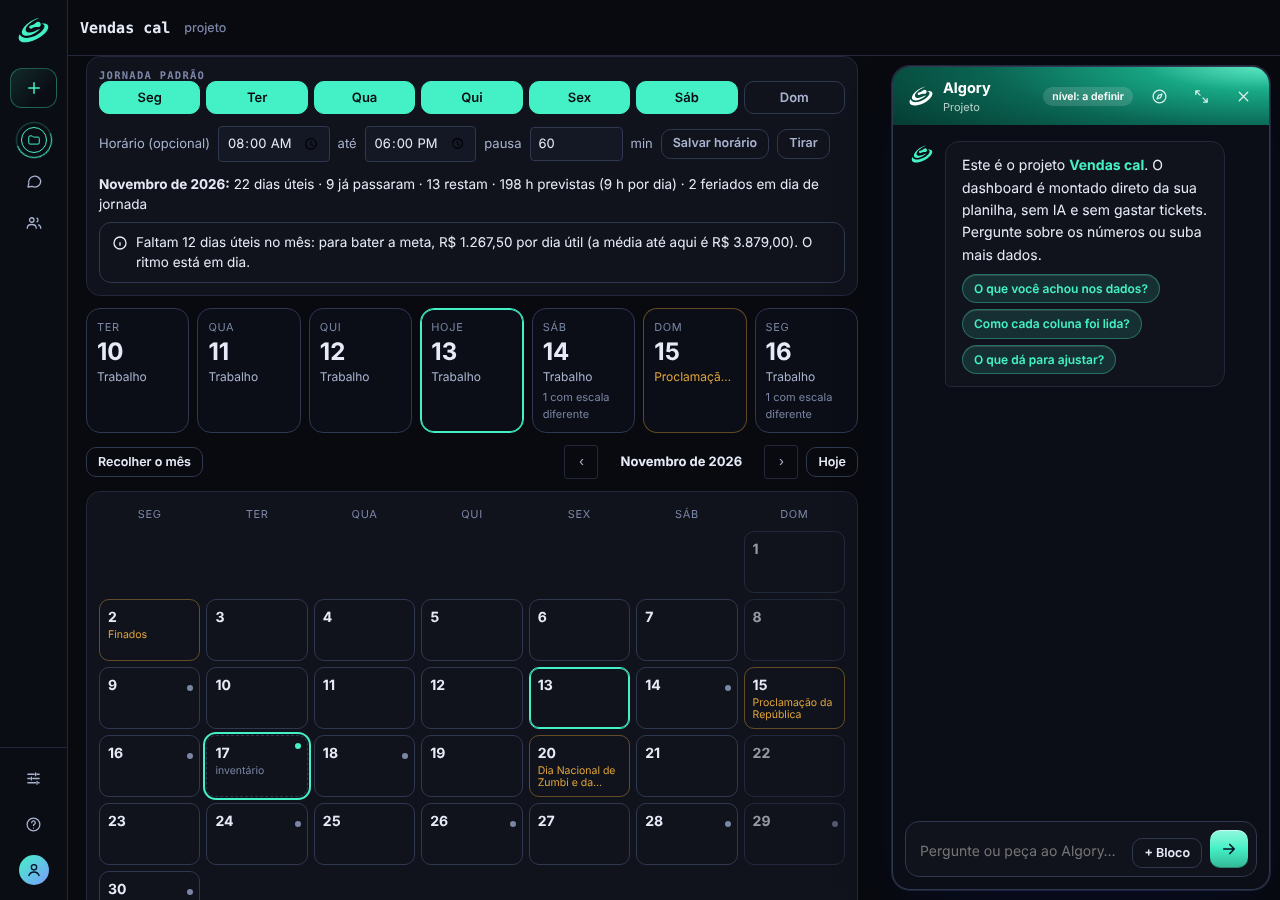 Vendas cal projeto
JORNADA PADRÃO
Seg Ter Qua Qui Sex Sáb Dom
Horário (opcional) 08:00 AM até 06:00 PM pausa 60 min Salvar horário Tirar
Novembro de 2026: 22 dias úteis · 9 já passaram · 13 restam · 198 h previstas (9 h por dia) · 2 feriados em dia de
jornada
Faltam 12 dias úteis no mês: para bater a meta, R$ 1.267,50 por dia útil (a média até aqui é R$ 3.879,00). O
ritmo está em dia.
TER QUA QUI HOJE SÁB DOM SEG
10 11 12 13 14 15 16
Trabalho Trabalho Trabalho Trabalho Trabalho Proclamaçã... Trabalho
1 com escala 1 com escala
diferente diferente
Recolher o mês ‹ Novembro de 2026 › Hoje
SEG TER QUA QUI SEX SÁB DOM
1
2 3 4 5 6 7 8
Finados
9 10 11 12 13 14 15
Proclamação da
República
16 17 18 19 20 21 22
inventário Dia Nacional de
Zumbi e da...
23 24 25 26 27 28 29
30
Algory
Projeto
nível: a definir
Este é o projeto Vendas cal. O
dashboard é montado direto da sua
planilha, sem IA e sem gastar tickets.
Pergunte sobre os números ou suba
mais dados.
O que você achou nos dados?
Como cada coluna foi lida?
O que dá para ajustar?
Pergunte ou peça ao Algory... + Bloco